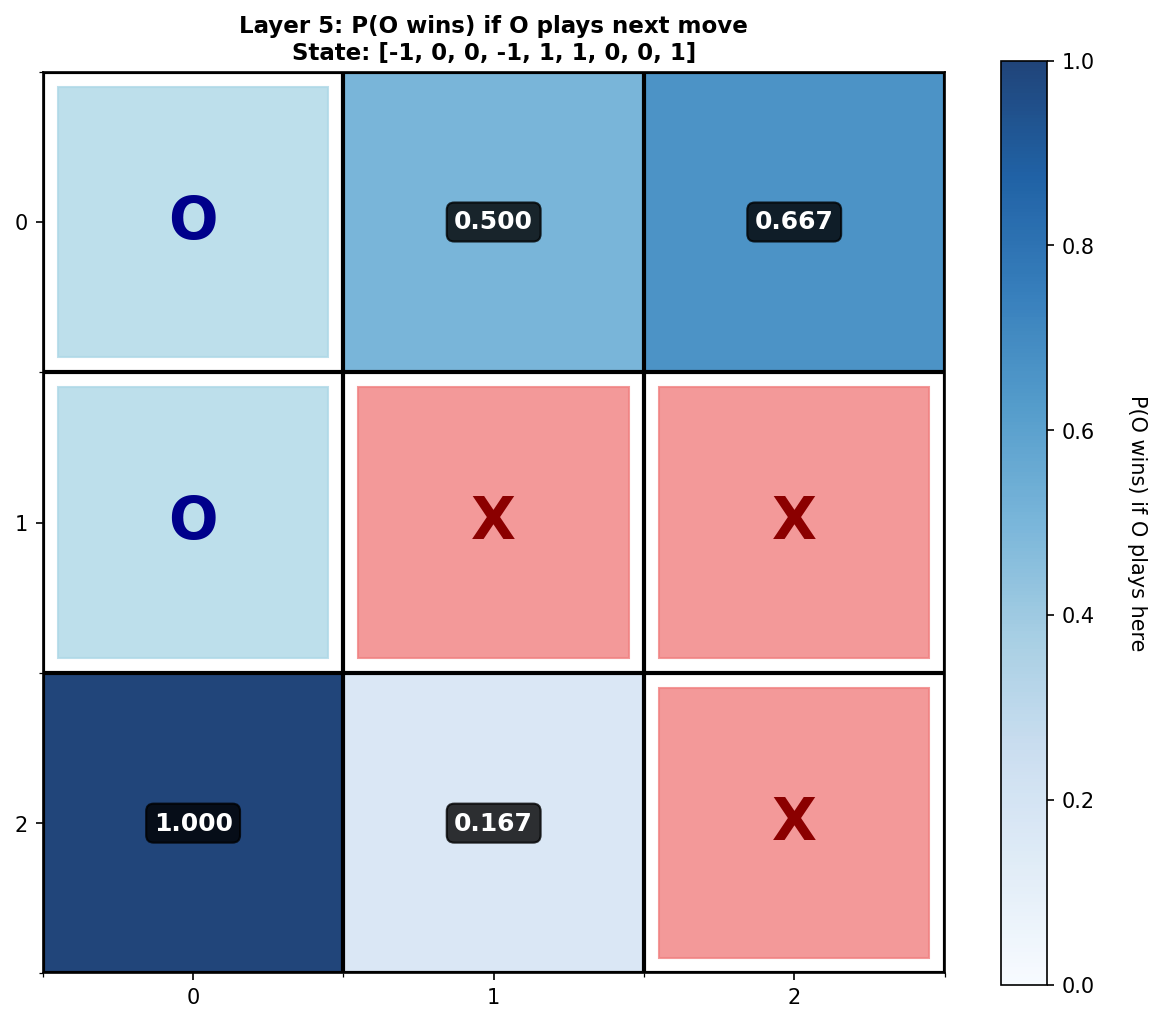 Layer 5: P(O wins) if O plays next move
State: [-1, 0, 0, -1, 1, 1, 0, 0, 1]
0
O
0.500
0.667
1
O
X
X
2
1.000
0.167
X
0
1
2
1.0
0.8
0.6
0.4
0.2
0.0
P(O wins) if O plays here